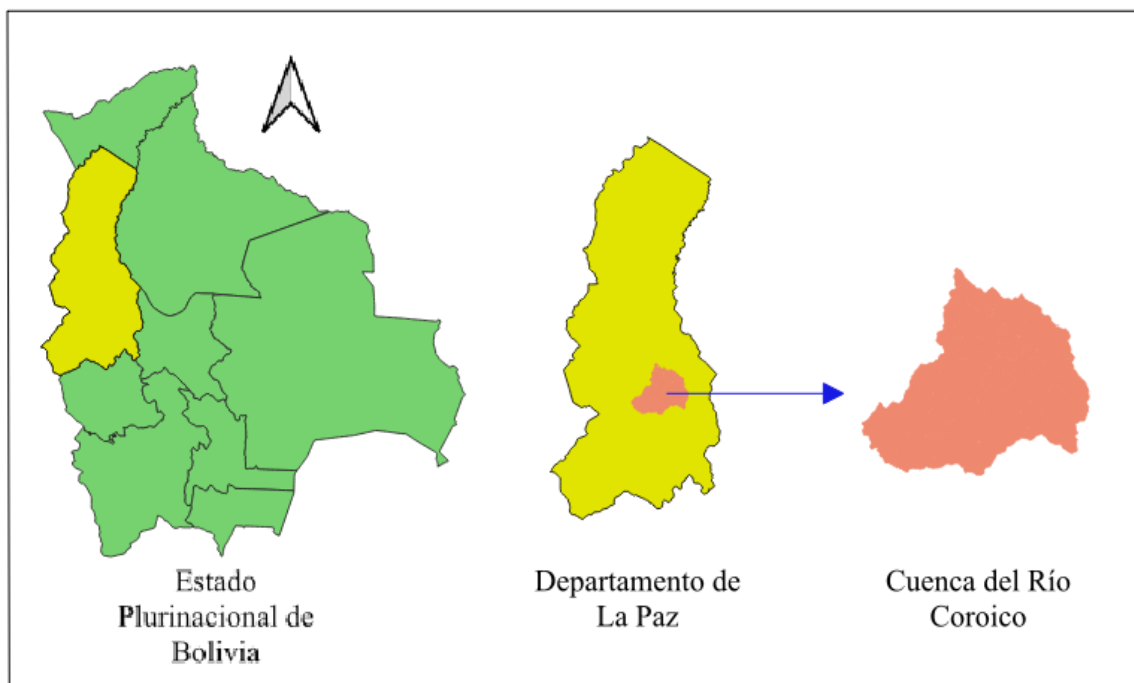 Estado
Plurinacional de
Bolivia
Departamento de
La Paz
Cuenca del Río
Coroico